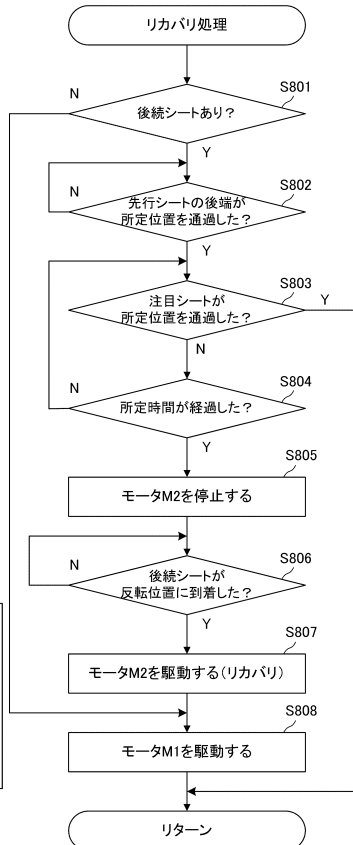 リカバリ処理
S801
N
後続シートあり?
Y
S802
N
先行シートの後端が
所定位置を通過した?
Y
S803
注目シートが
所定位置を通過した?
Y
N
S804
N
所定時間が経過した?
Y
S805
モータM2を停止する
S806
N
後続シートが
反転位置に到着した?
Y
S807
モータM2を駆動する(リカバリ)
S808
モータM1を駆動する
リターン